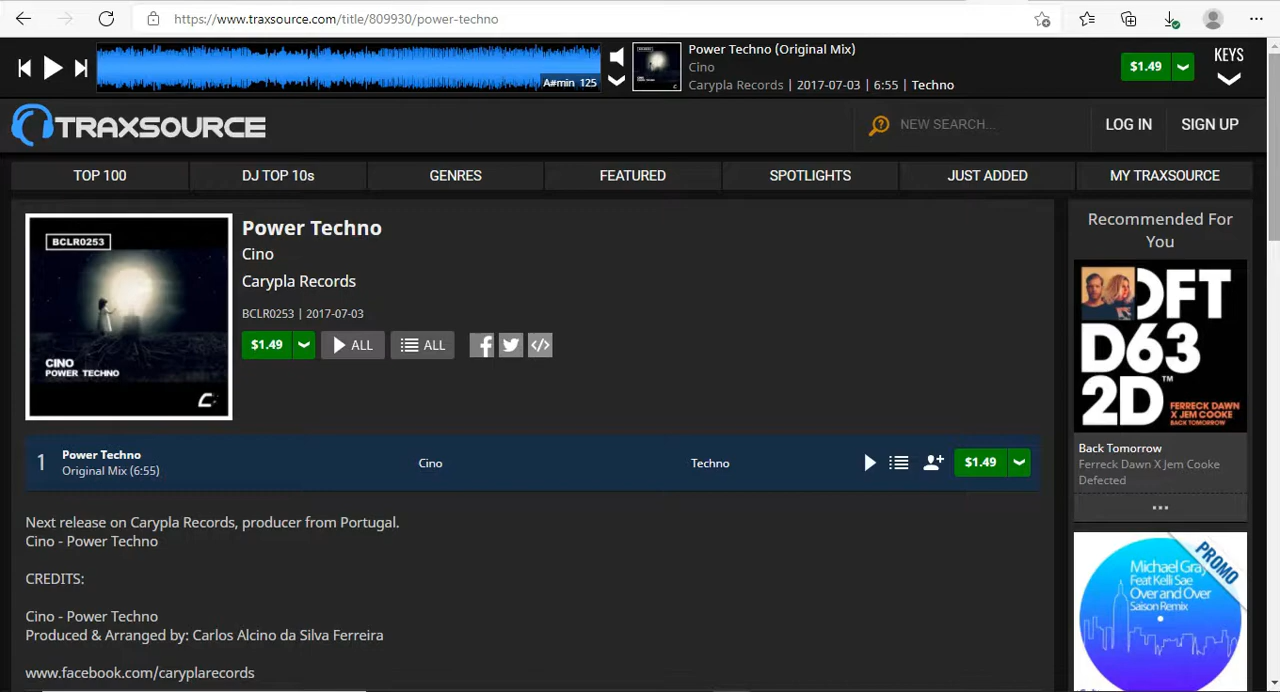 https://www.traxsource.com/title/809930/power-techno
A#min 125
Power Techno (Original Mix)
Cino
Carypla Records | 2017-07-03 | 6:55 | Techno
$1.49
KEYS
TRAXSOURCE
NEW SEARCH...
LOG IN
SIGN UP
TOP 100
DJ TOP 10s
GENRES
FEATURED
SPOTLIGHTS
JUST ADDED
MY TRAXSOURCE
BCLR0253
CINO
POWER TECHNO
Power Techno
Cino
Carypla Records
BCLR0253 | 2017-07-03
$1.49
ALL
ALL
1
Power Techno
Original Mix (6:55)
Cino
Techno
$1.49
Next release on Carypla Records, producer from Portugal.
Cino - Power Techno
CREDITS:
Cino - Power Techno
Produced & Arranged by: Carlos Alcino da Silva Ferreira
www.facebook.com/caryplarecords
Recommended For
You
DFT
D63
2D™
FERRECK DAWN
X JEM COOKE
BACK TOMORROW
Back Tomorrow
Ferreck Dawn X Jem Cooke
Defected
...
PROMO
Michael Gray
Feat Kelli Sae
Over and Over
Saison Remix